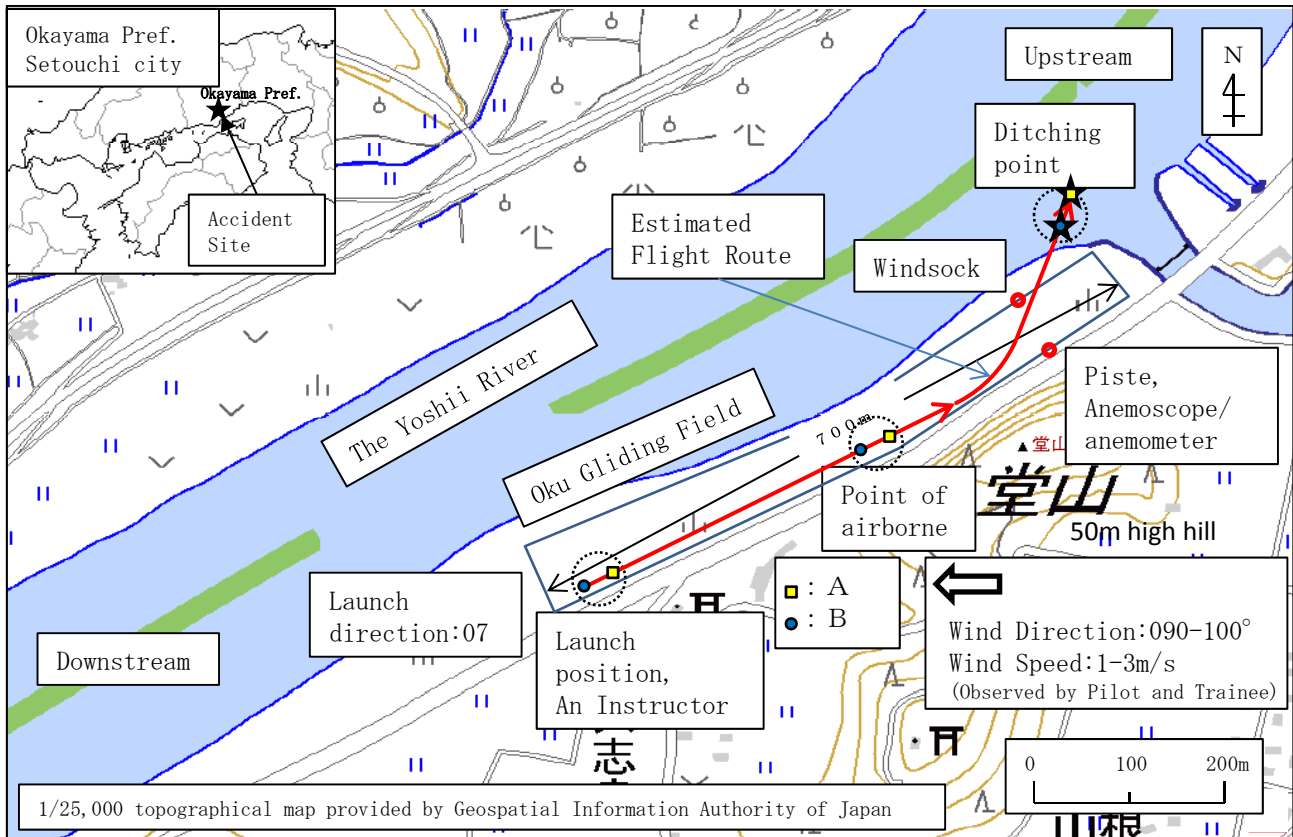 Okayama Pref.
Setouchi city
Okayama Pref.
Accident
Site
Upstream
N
Ditching
point
Estimated
Flight Route
Windsock
The Yoshii River
Oku Gliding Field
700m
Piste,
Anemoscope/
anemometer
堂山
堂山
50m high hill
Point of
airborne
: A
: B
Launch
direction:07
Launch
position,
An Instructor
Downstream
Wind Direction:090-100°
Wind Speed:1-3m/s
(Observed by Pilot and Trainee)
志
0 100 200m
1/25,000 topographical map provided by Geospatial Information Authority of Japan
山根